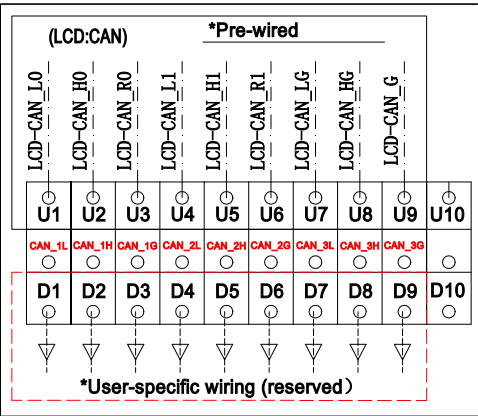 (LCD:CAN) *Pre-wired
LCD-CAN_L0
LCD-CAN_H0
LCD-CAN_R0
LCD-CAN_L1
LCD-CAN_H1
LCD-CAN_R1
LCD-CAN_LG
LCD-CAN_HG
LCD-CAN_G
U1 U2 U3 U4 U5 U6 U7 U8 U9 U10
CAN_1L CAN_1H CAN_1G CAN_2L CAN_2H CAN_2G CAN_3L CAN_3H CAN_3G
D1 D2 D3 D4 D5 D6 D7 D8 D9 D10
*User-specific wiring (reserved）